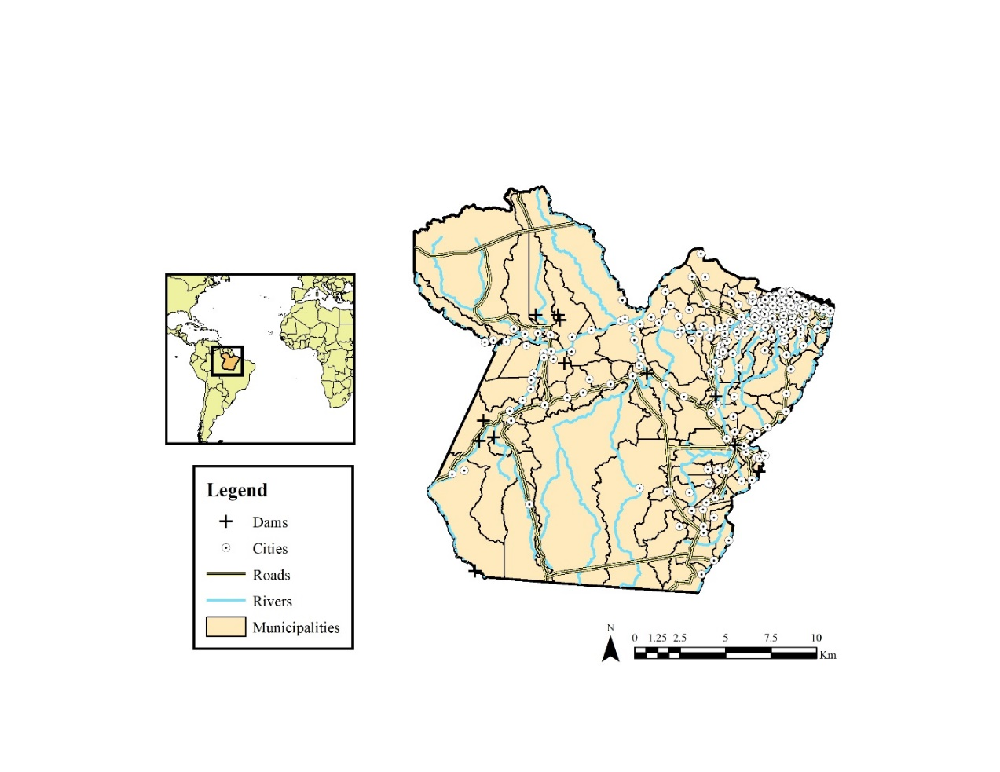 Legend
Dams
Cities
Roads
Rivers
Municipalities
N
0 1.25 2.5 5 7.5 10
Km